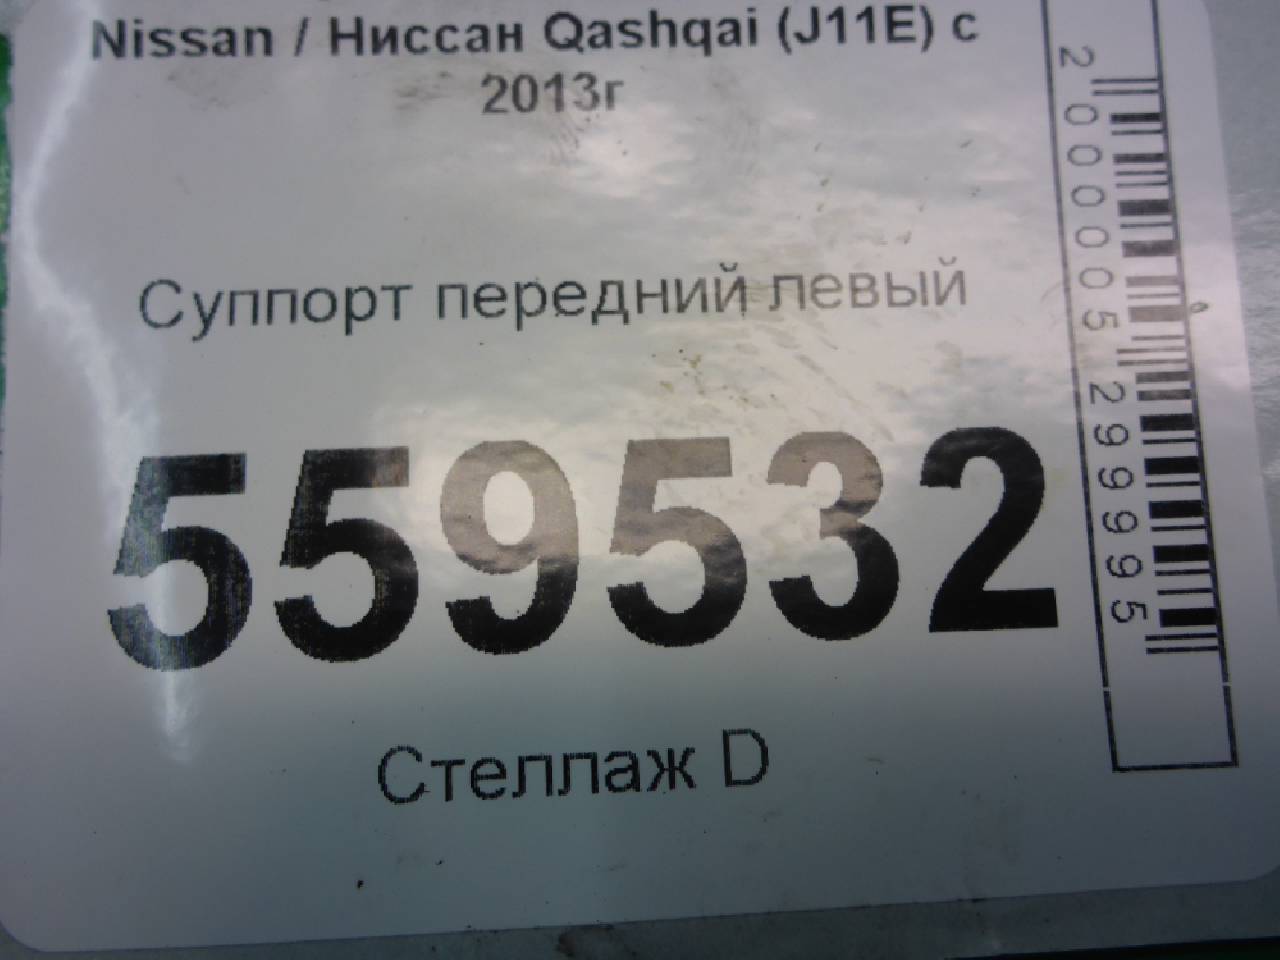 Nissan / Ниссан Qashqai (J11E) с
2013г
Суппорт передний левый
559532
Стеллаж D
2000005299995